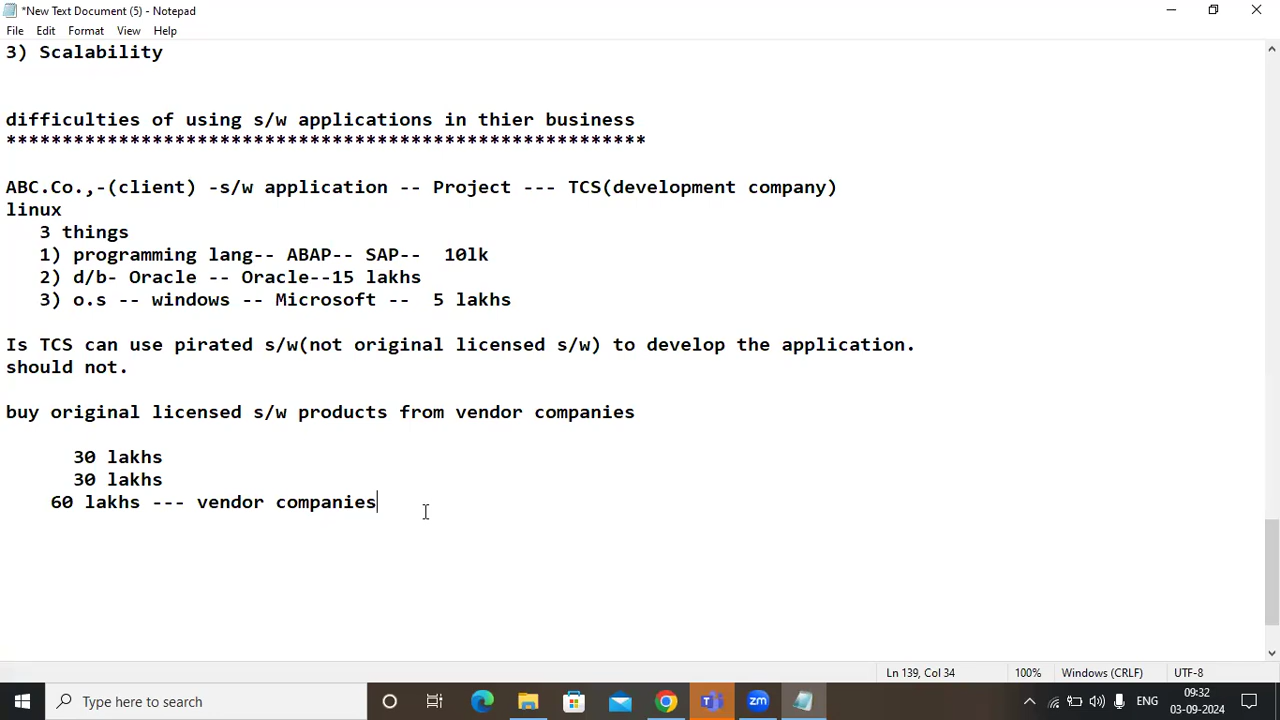 *New Text Document (5) - Notepad
File Edit Format View Help
3) Scalability
difficulties of using s/w applications in thier business
*********************************************************
ABC.Co.,-(client) -s/w application -- Project --- TCS(development company)
linux
3 things
1) programming lang-- ABAP-- SAP-- 10lk
2) d/b- Oracle -- Oracle--15 lakhs
3) o.s -- windows -- Microsoft -- 5 lakhs
Is TCS can use pirated s/w(not original licensed s/w) to develop the application.
should not.
buy original licensed s/w products from vendor companies
30 lakhs
30 lakhs
60 lakhs --- vendor companies
Ln 139, Col 34 100% Windows (CRLF) UTF-8
Type here to search
ENG
09:32
03-09-2024